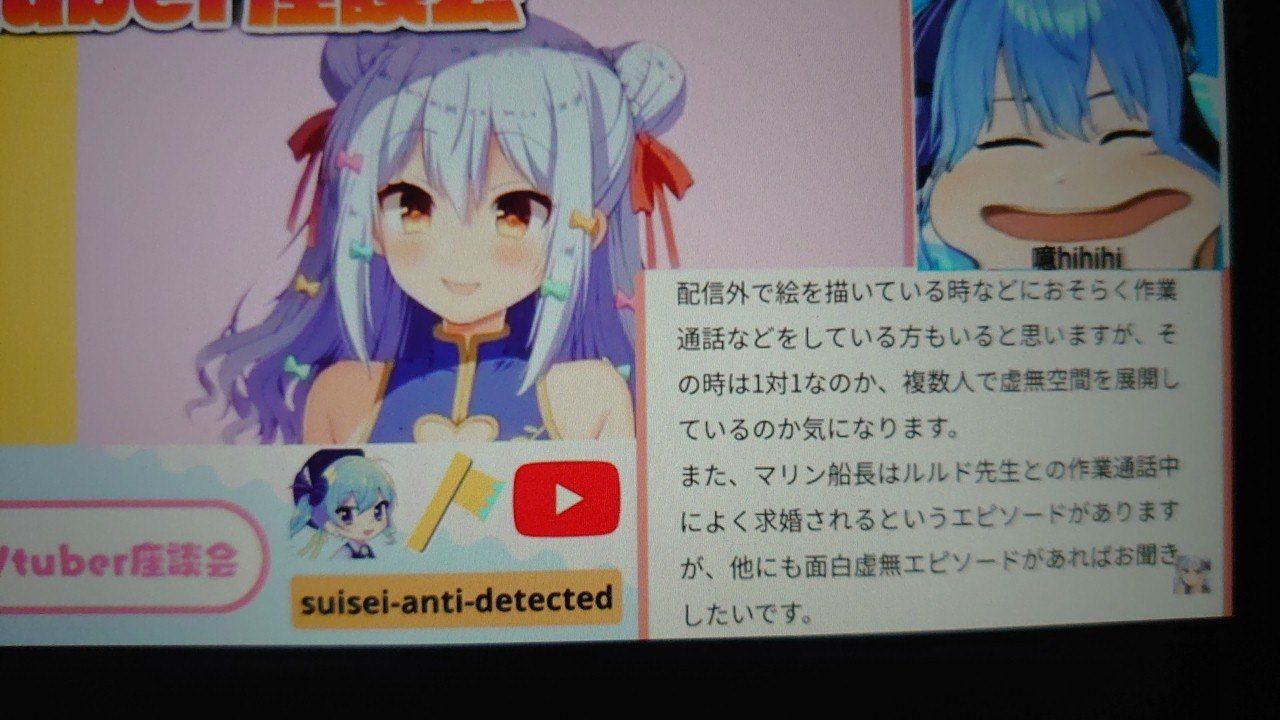 tuber座談会
噫hihihi
配信外で絵を描いている時などにおそらく作業
通話などをしている方もいると思いますが、そ
の時は1対1なのか、複数人で虚無空間を展開し
ているのか気になります。
また、マリン船長はルルド先生との作業通話中
によく求婚されるというエピソードがあります
が、他にも面白虚無エピソードがあればお聞き
したいです。
Vtuber座談会
suisei-anti-detected